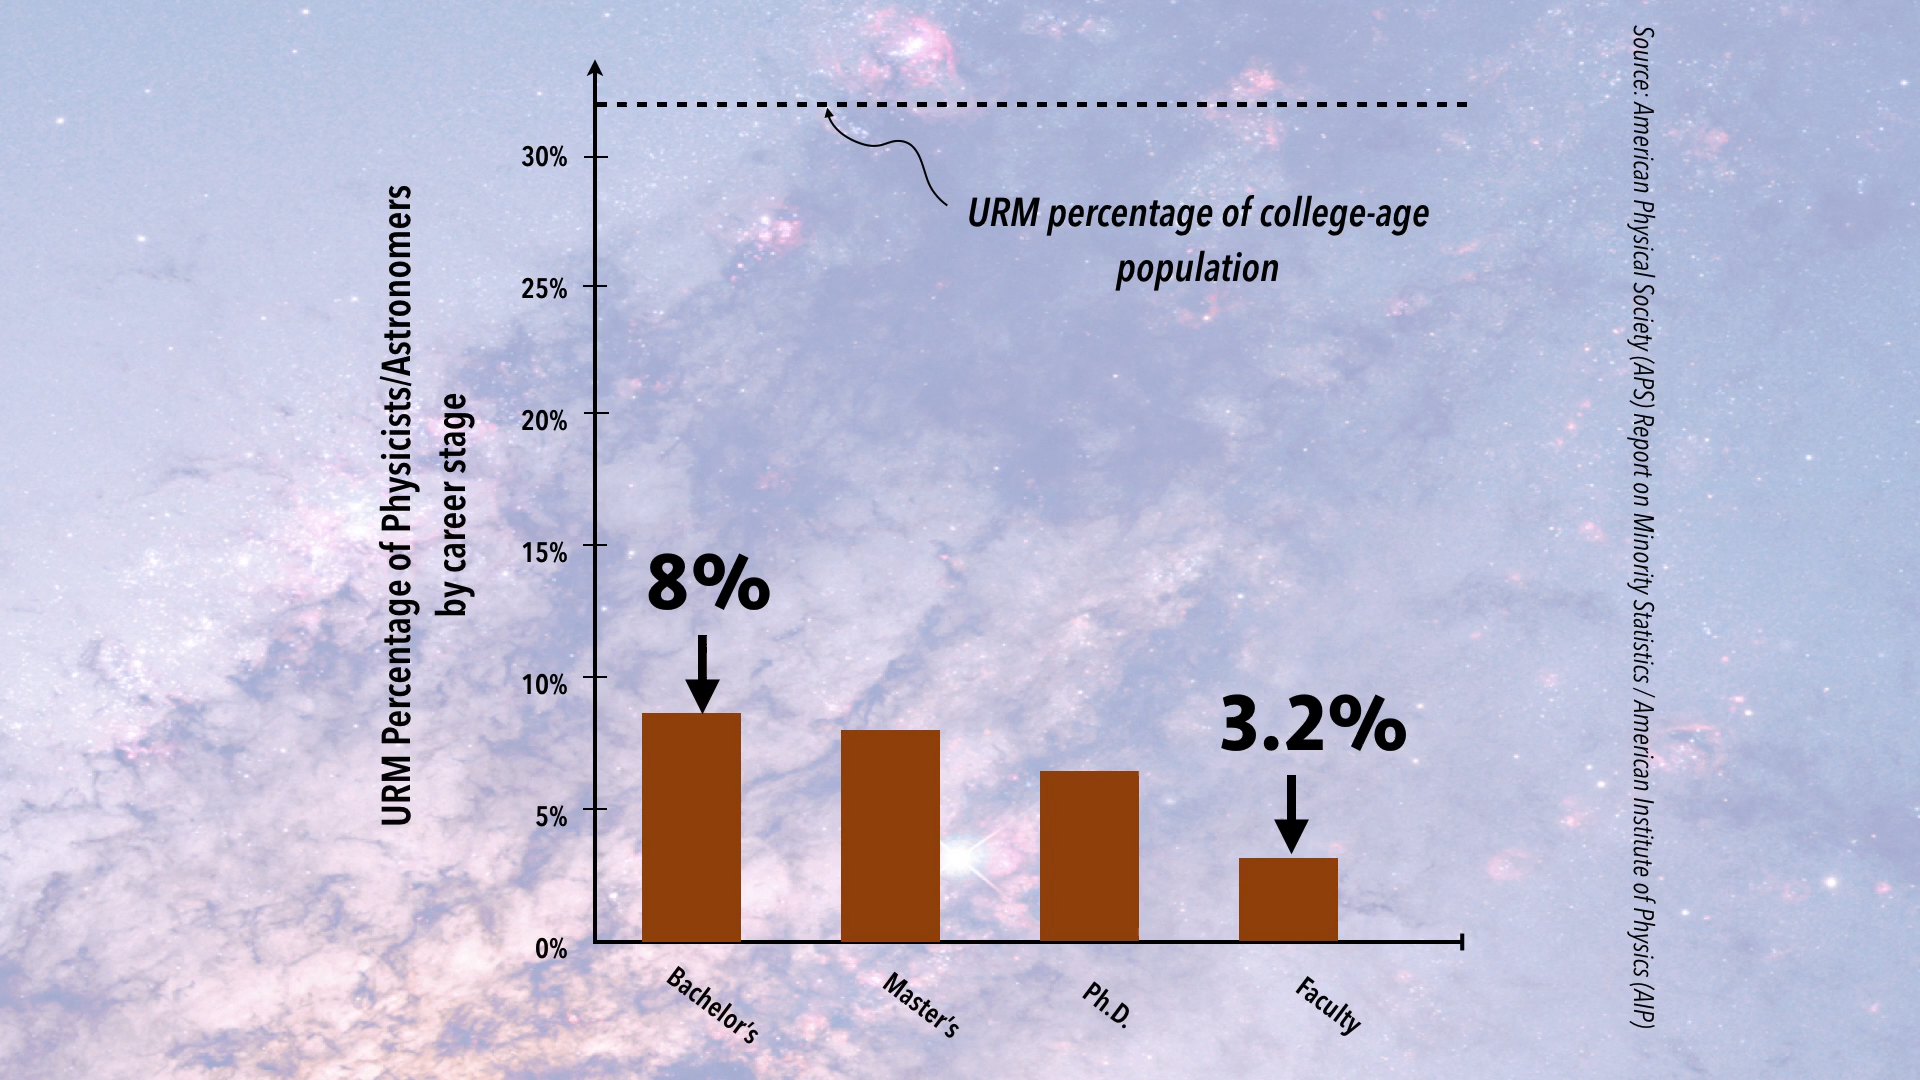 URM Percentage of Physicists/Astronomers
by career stage
30%
25%
20%
15%
10%
5%
0%
URM percentage of college-age
population
8%
3.2%
Bachelor's
Master's
Ph.D.
Faculty
Source: American Physical Society (APS) Report on Minority Statistics / American Institute of Physics (AIP)